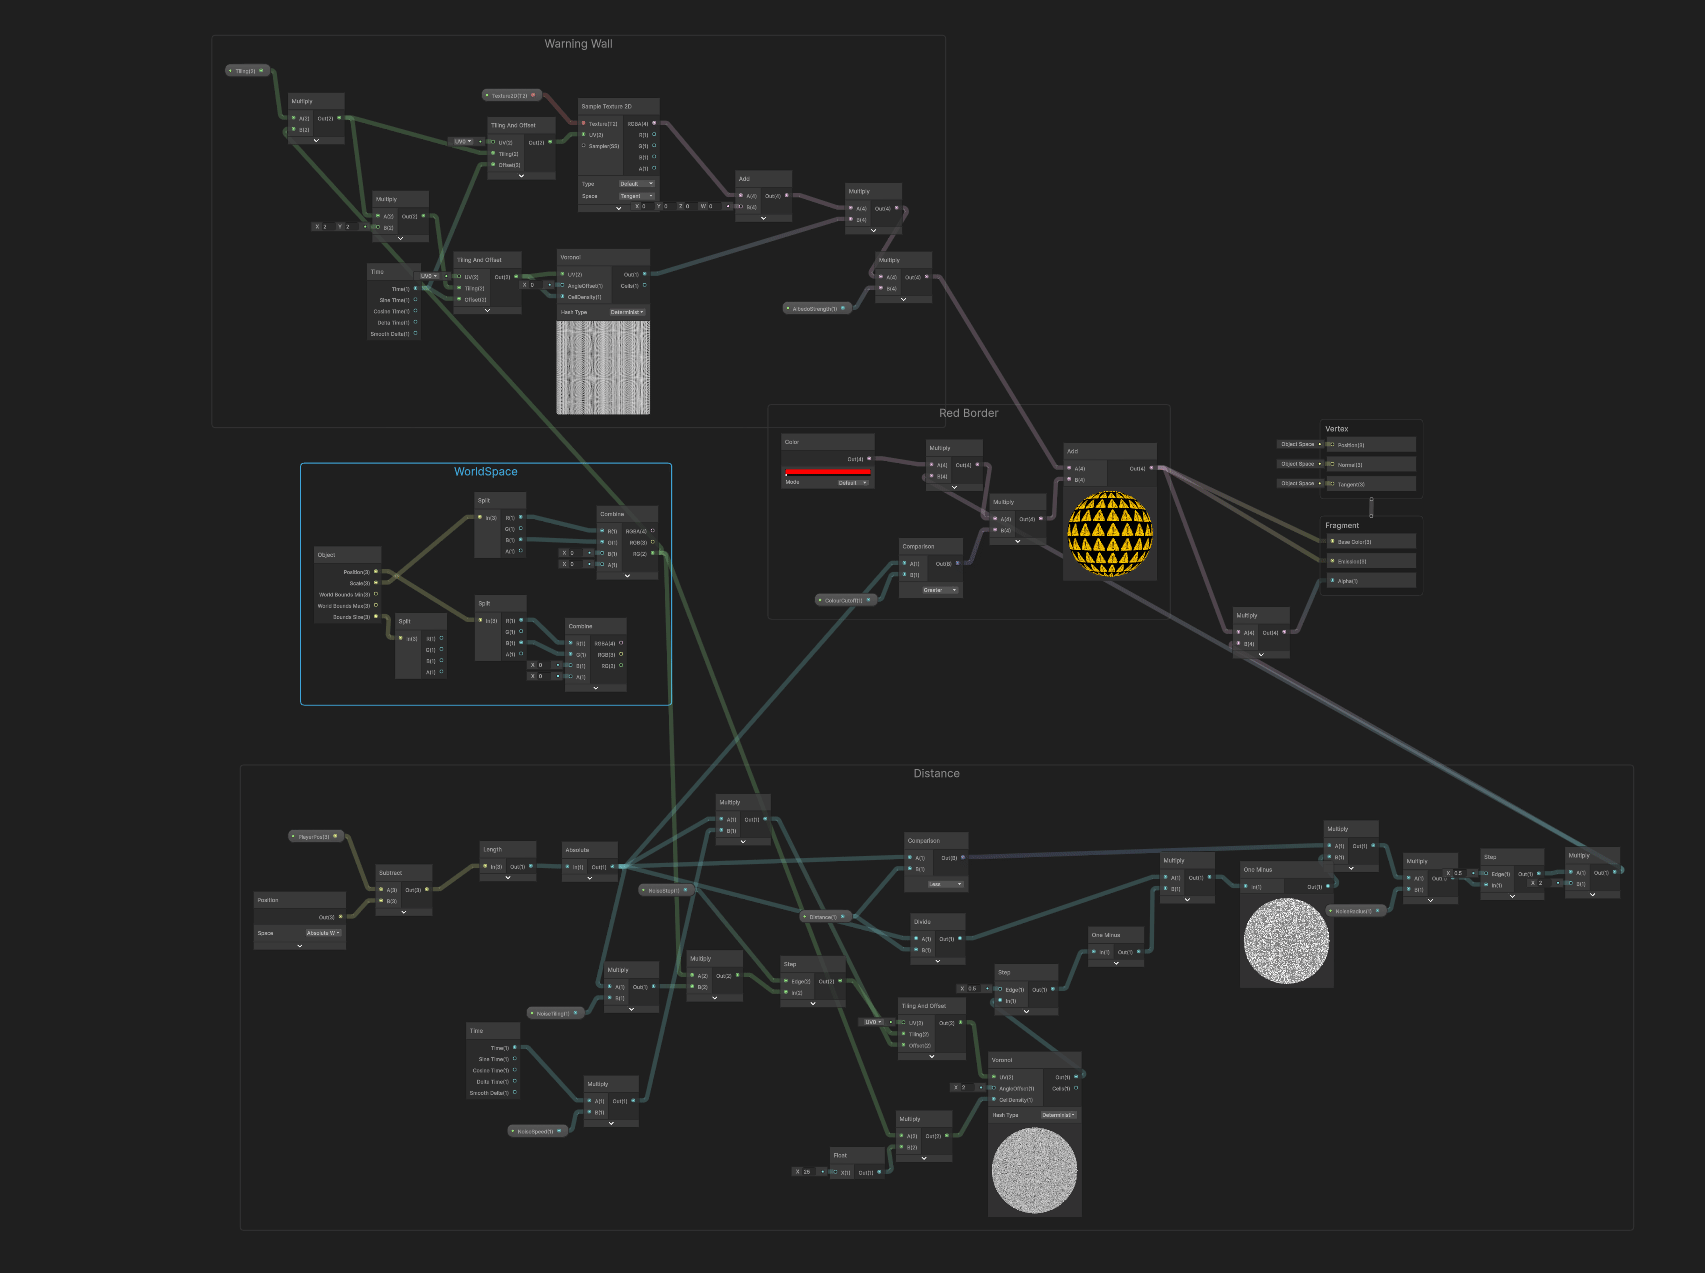 Warning Wall
Tiling(2)
Multiply
A(2) Out(2)
B(2)
Texture2D(T2)
Sample Texture 2D
Texture(T2) RGBA(4)
UV(2) R(1)
Sampler(SS) G(1)
B(1)
A(1)
Type Default
Space Tangent
Tiling And Offset
UV0 UV(2) Out(2)
Tiling(2)
Offset(2)
Multiply
A(2) Out(2)
X 2 Y 2 B(2)
X 0 Y 0 Z 0 W 0
Add
A(4) Out(4)
B(4)
Multiply
A(4) Out(4)
B(4)
Multiply
A(4) Out(4)
B(4)
AlbedoStrength(1)
Time
Time(1)
Sine Time(1)
Cosine Time(1)
Delta Time(1)
Smooth Delta(1)
Tiling And Offset
UV0 UV(2) Out(2)
Tiling(2)
Offset(2)
Voronoi
UV(2) Out(1)
X 0 AngleOffset(1) Cells(1)
CellDensity(1)
Hash Type Determinist
Red Border
Color
Out(4)
Mode Default
Multiply
A(4) Out(4)
B(4)
Multiply
A(4) Out(4)
B(4)
Add
A(4) Out(4)
B(4)
Comparison
A(1) Out(B)
B(1)
Greater
ColourCutoff(1)
Vertex
Object Space Position(3)
Object Space Normal(3)
Object Space Tangent(3)
Fragment
Base Color(3)
Emission(3)
Alpha(1)
Multiply
A(4) Out(4)
B(4)
WorldSpace
Object
Position(3)
Scale(3)
World Bounds Min(3)
World Bounds Max(3)
Bounds Size(3)
Split
In(3) R(1)
G(1)
B(1)
A(1)
Combine
R(1) RGBA(4)
G(1) RGB(3)
X 0 B(1) RG(2)
X 0 A(1)
Split
In(3) R(1)
G(1)
B(1)
A(1)
Split
In(3) R(1)
G(1)
B(1)
A(1)
Combine
R(1) RGBA(4)
G(1) RGB(3)
X 0 B(1) RG(2)
X 0 A(1)
Distance
PlayerPos(3)
Position
Out(3)
Space Absolute W
Subtract
A(3) Out(3)
B(3)
Length
In(3) Out(1)
Absolute
In(1) Out(1)
NoiseStep(1)
Multiply
A(1) Out(1)
B(1)
Distance(1)
Comparison
A(1) Out(B)
B(1)
Less
Divide
A(1) Out(1)
B(1)
Multiply
A(1) Out(1)
B(1)
NoiseTiling(1)
Multiply
A(2) Out(2)
B(2)
Step
Edge(2) Out(2)
In(2)
Time
Time(1)
Sine Time(1)
Cosine Time(1)
Delta Time(1)
Smooth Delta(1)
Multiply
A(1) Out(1)
B(1)
NoiseSpeed(1)
Tiling And Offset
UV0 UV(2) Out(2)
Tiling(2)
Offset(2)
Float
X 25 X(1) Out(1)
Multiply
A(2) Out(2)
B(2)
Voronoi
UV(2) Out(1)
X 2 AngleOffset(1) Cells(1)
CellDensity(1)
Hash Type Determinist
Step
X 0.5 Edge(1) Out(1)
In(1)
One Minus
In(1) Out(1)
Multiply
A(1) Out(1)
B(1)
One Minus
In(1) Out(1)
Multiply
A(1) Out(1)
B(1)
NoiseRadius(1)
Multiply
A(1)
B(1)
Step
X 0.5 Edge(1) Out(1)
In(1)
Multiply
A(1) Out(1)
X 2 B(1)